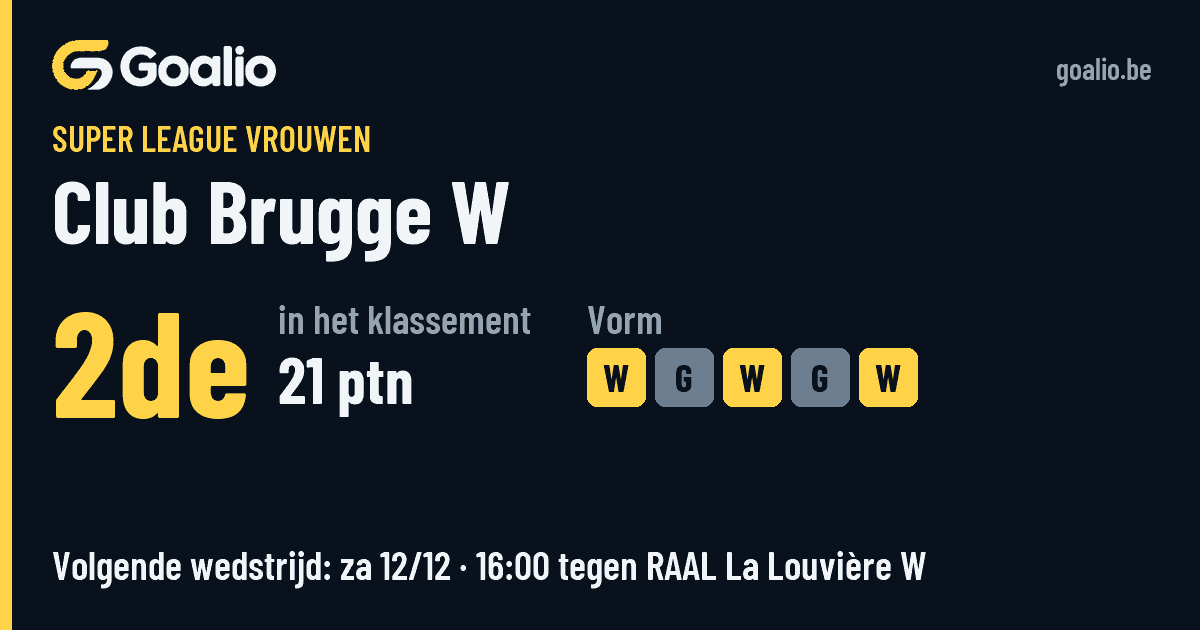 Goalio
goalio.be
SUPER LEAGUE VROUWEN
Club Brugge W
2de
in het klassement
21 ptn
Vorm
W G W G W
Volgende wedstrijd: za 12/12 · 16:00 tegen RAAL La Louvière W